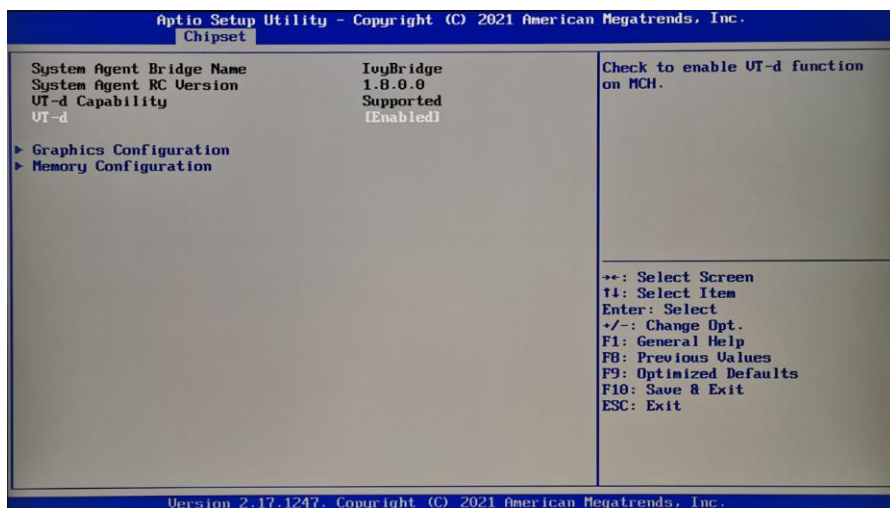 Aptio Setup Utility - Copyright (C) 2021 American Megatrends, Inc.
Chipset
System Agent Bridge Name IvyBridge
System Agent RC Version 1.8.0.0
VT-d Capability Supported
VT-d [Enabled]
▶ Graphics Configuration
▶ Memory Configuration
Check to enable VT-d function
on MCH.
→←: Select Screen
↑↓: Select Item
Enter: Select
+/-: Change Opt.
F1: General Help
F8: Previous Values
F9: Optimized Defaults
F10: Save & Exit
ESC: Exit
Version 2.17.1247. Copyright (C) 2021 American Megatrends, Inc.